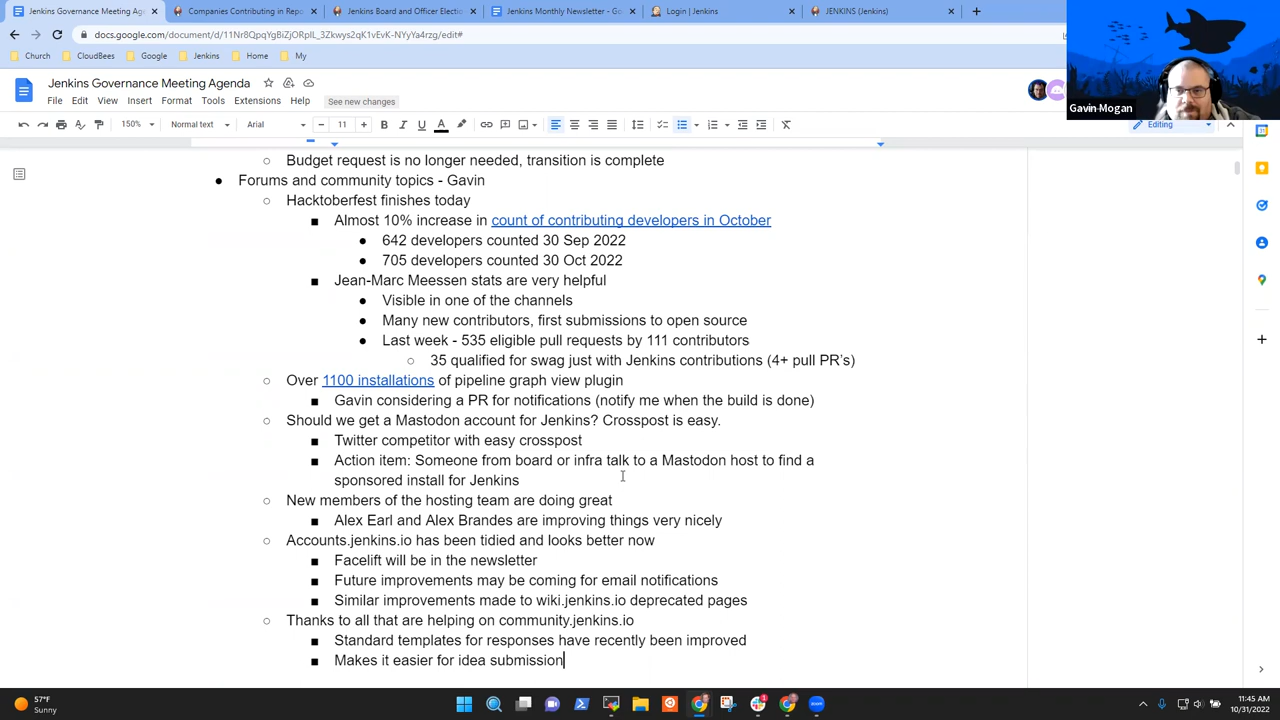 Jenkins Governance Meeting Age
Companies Contributing in Repo
Jenkins Board and Officer Electio
Jenkins Monthly Newsletter - Go
Login | Jenkins
JENKINS (Jenkins)
Church
CloudBees
Google
Jenkins
Home
My
Jenkins Governance Meeting Agenda
File Edit View Insert Format Tools Extensions Help
See new changes
Gavin Mogan
150%
Normal text
Arial
11
Editing
Budget request is no longer needed, transition is complete
Forums and community topics - Gavin
Hacktoberfest finishes today
Almost 10% increase in count of contributing developers in October
642 developers counted 30 Sep 2022
705 developers counted 30 Oct 2022
Jean-Marc Meessen stats are very helpful
Visible in one of the channels
Many new contributors, first submissions to open source
Last week - 535 eligible pull requests by 111 contributors
35 qualified for swag just with Jenkins contributions (4+ pull PR's)
Over 1100 installations of pipeline graph view plugin
Gavin considering a PR for notifications (notify me when the build is done)
Should we get a Mastodon account for Jenkins? Crosspost is easy.
Twitter competitor with easy crosspost
Action item: Someone from board or infra talk to a Mastodon host to find a
sponsored install for Jenkins
New members of the hosting team are doing great
Alex Earl and Alex Brandes are improving things very nicely
Accounts.jenkins.io has been tidied and looks better now
Facelift will be in the newsletter
Future improvements may be coming for email notifications
Similar improvements made to wiki.jenkins.io deprecated pages
Thanks to all that are helping on community.jenkins.io
Standard templates for responses have recently been improved
Makes it easier for idea submission
57°F
Sunny
11:45 AM
10/31/2022